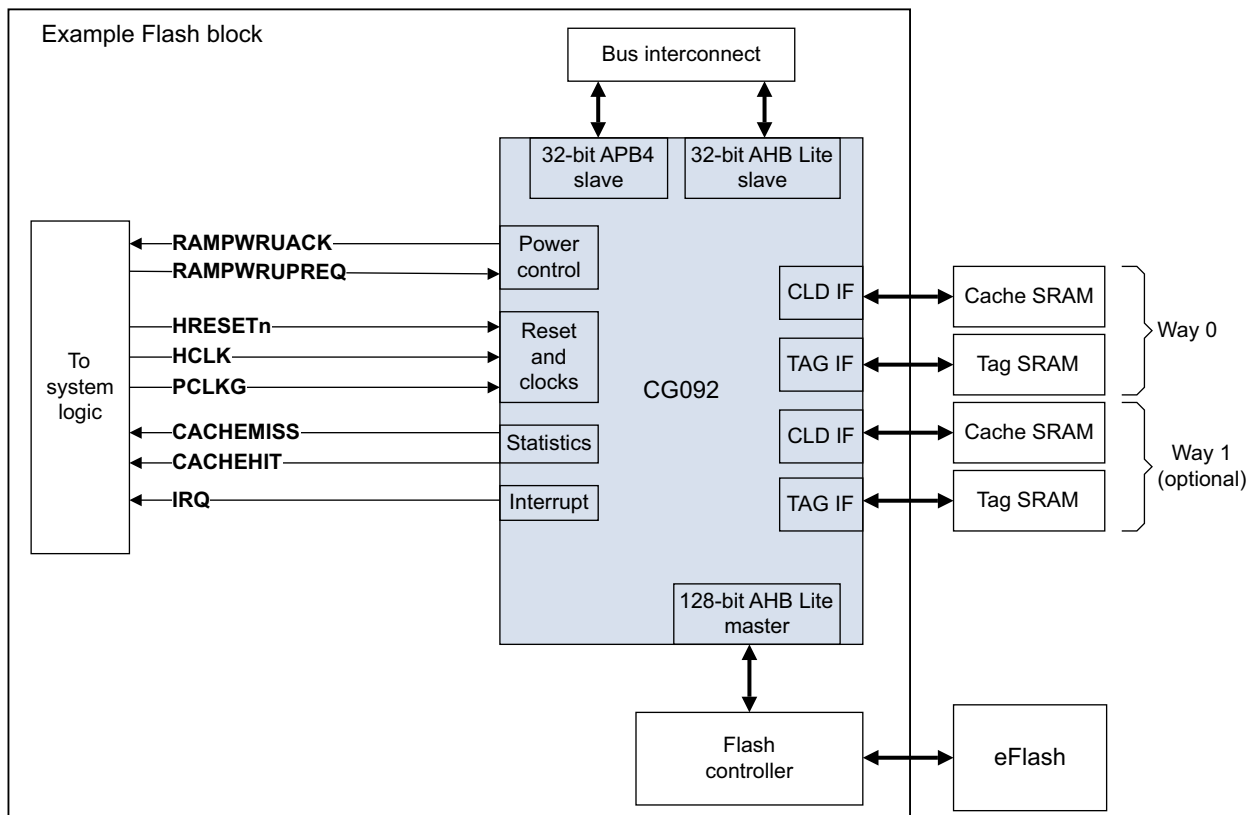 Example Flash block
Bus interconnect
32-bit APB4
slave
32-bit AHB Lite
slave
To
system
logic
RAMPWRUACK
RAMPWRUPREQ
HRESETn
HCLK
PCLKG
CACHEMISS
CACHEHIT
IRQ
Power
control
Reset
and
clocks
Statistics
Interrupt
CG092
CLD IF
TAG IF
CLD IF
TAG IF
Cache SRAM
Tag SRAM
Cache SRAM
Tag SRAM
Way 0
Way 1
(optional)
128-bit AHB Lite
master
Flash
controller
eFlash